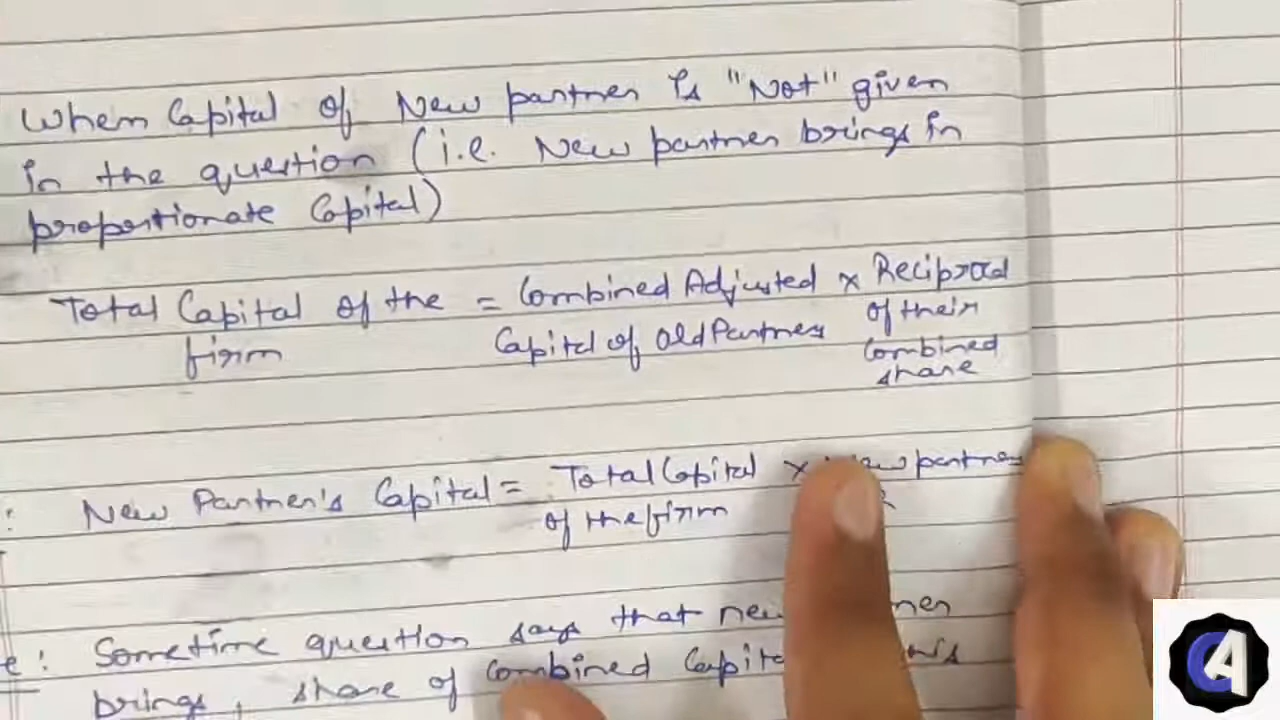 When Capital of New partner is "Not" given
in the question (i.e. New partner brings in
proportionate Capital)
Total Capital of the = Combined Adjusted x Reciprocal
firm Capital of Old Partners of their
combined
share
: New Partner's Capital = Total Capital x partner
of the firm
e: Sometime question says that new
brings, share of combined
CA